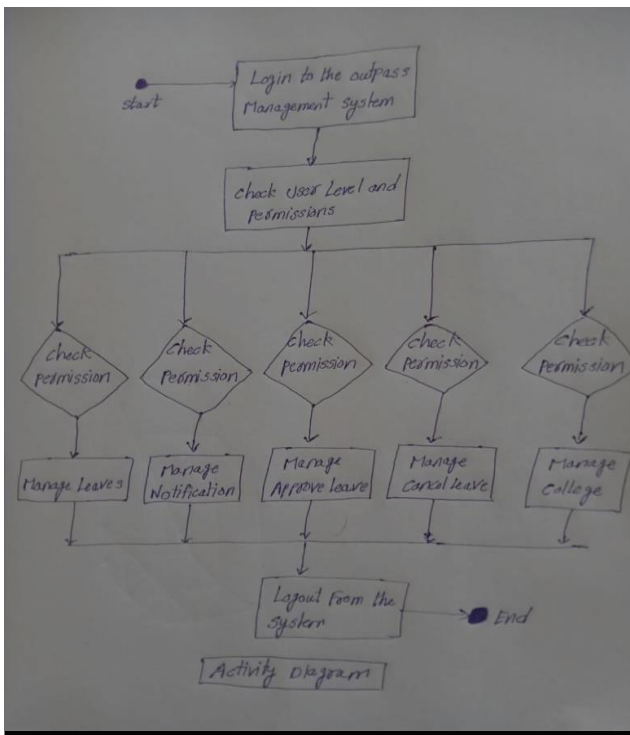 Login to the outpass
Management system
start
Check User Level and
Permissions
Check
Permission
Check
Permission
Check
Permission
Check
Permission
Check
Permission
Manage Leaves
Manage
Notification
Manage
Approve leave
Manage
Cancel leave
Manage
College
Logout From the
System
End
Activity Diagram